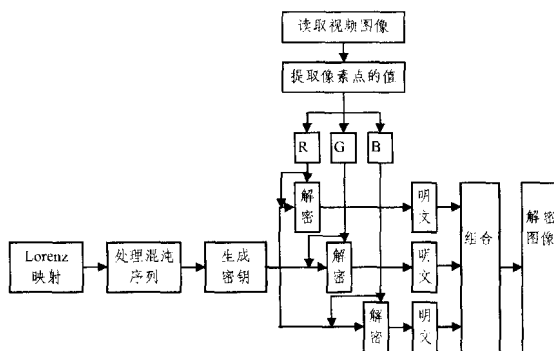 读取视频图像
提取像素点的值
R
G
B
解
密
明
文
Lorenz
映射
处理混沌
序列
生成
密钥
解
密
明
文
组合
解密
图像
解
密
明
文